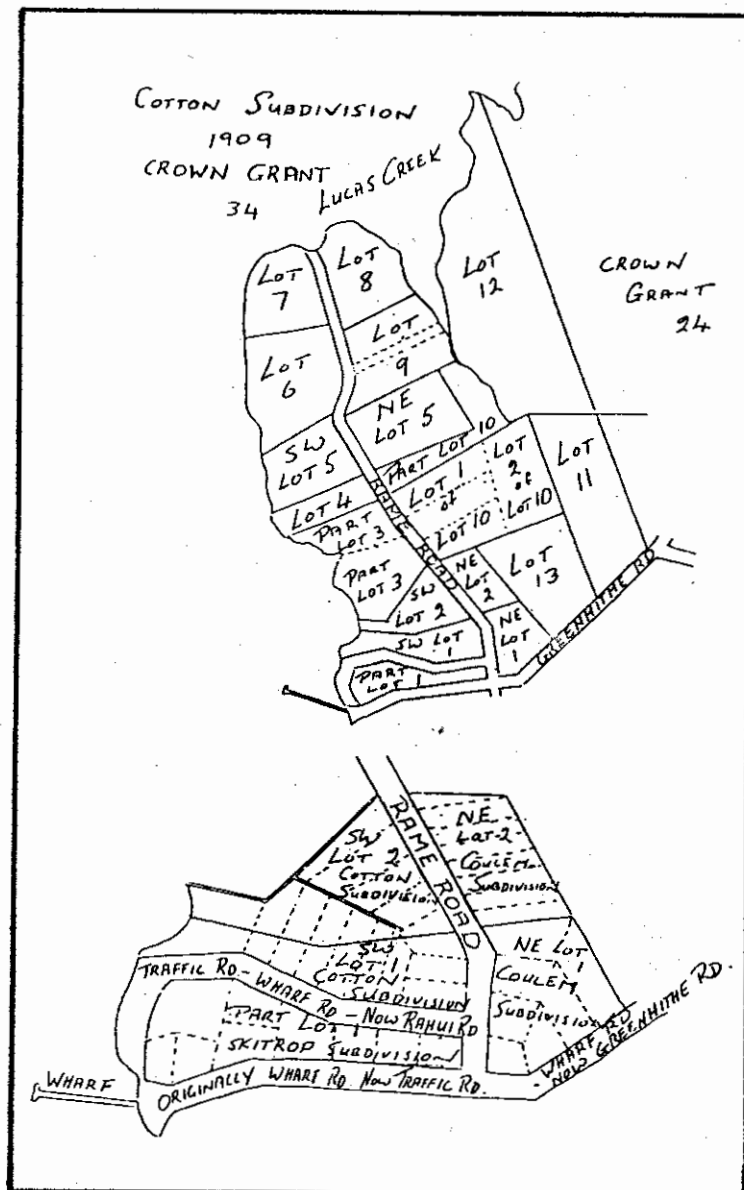 COTTON SUBDIVISION
1909
CROWN GRANT
34
LUCAS CREEK
LOT
7
LOT
8
LOT
12
CROWN
GRANT
24
LOT
9
LOT
6
NE
LOT 5
SW
LOT 5
PART LOT 10
LOT 1
of
LOT 10
LOT
2
of
LOT 10
LOT
11
LOT 4
PART
LOT 3
RAME ROAD
PART
LOT 3
SW
LOT 2
NE
LOT
2
LOT
13
SW LOT
1
NE
LOT
1
GREENHITHE RD
PART
LOT 1
RAME ROAD
SW
LOT 2
COTTON
SUBDIVISION
NE
LOT-2
COULEM
SUBDIVISION
SW
LOT 1
COTTON
SUBDIVISION
NE LOT
1
COULEM
SUBDIVISION
TRAFFIC RD - WHARF RD - NOW RAHUI RD
PART LOT 1
SKITROP SUBDIVISION
WHARF RD
NOW GREENHITHE RD.
WHARF
ORIGINALLY WHARF RD NOW TRAFFIC RD.